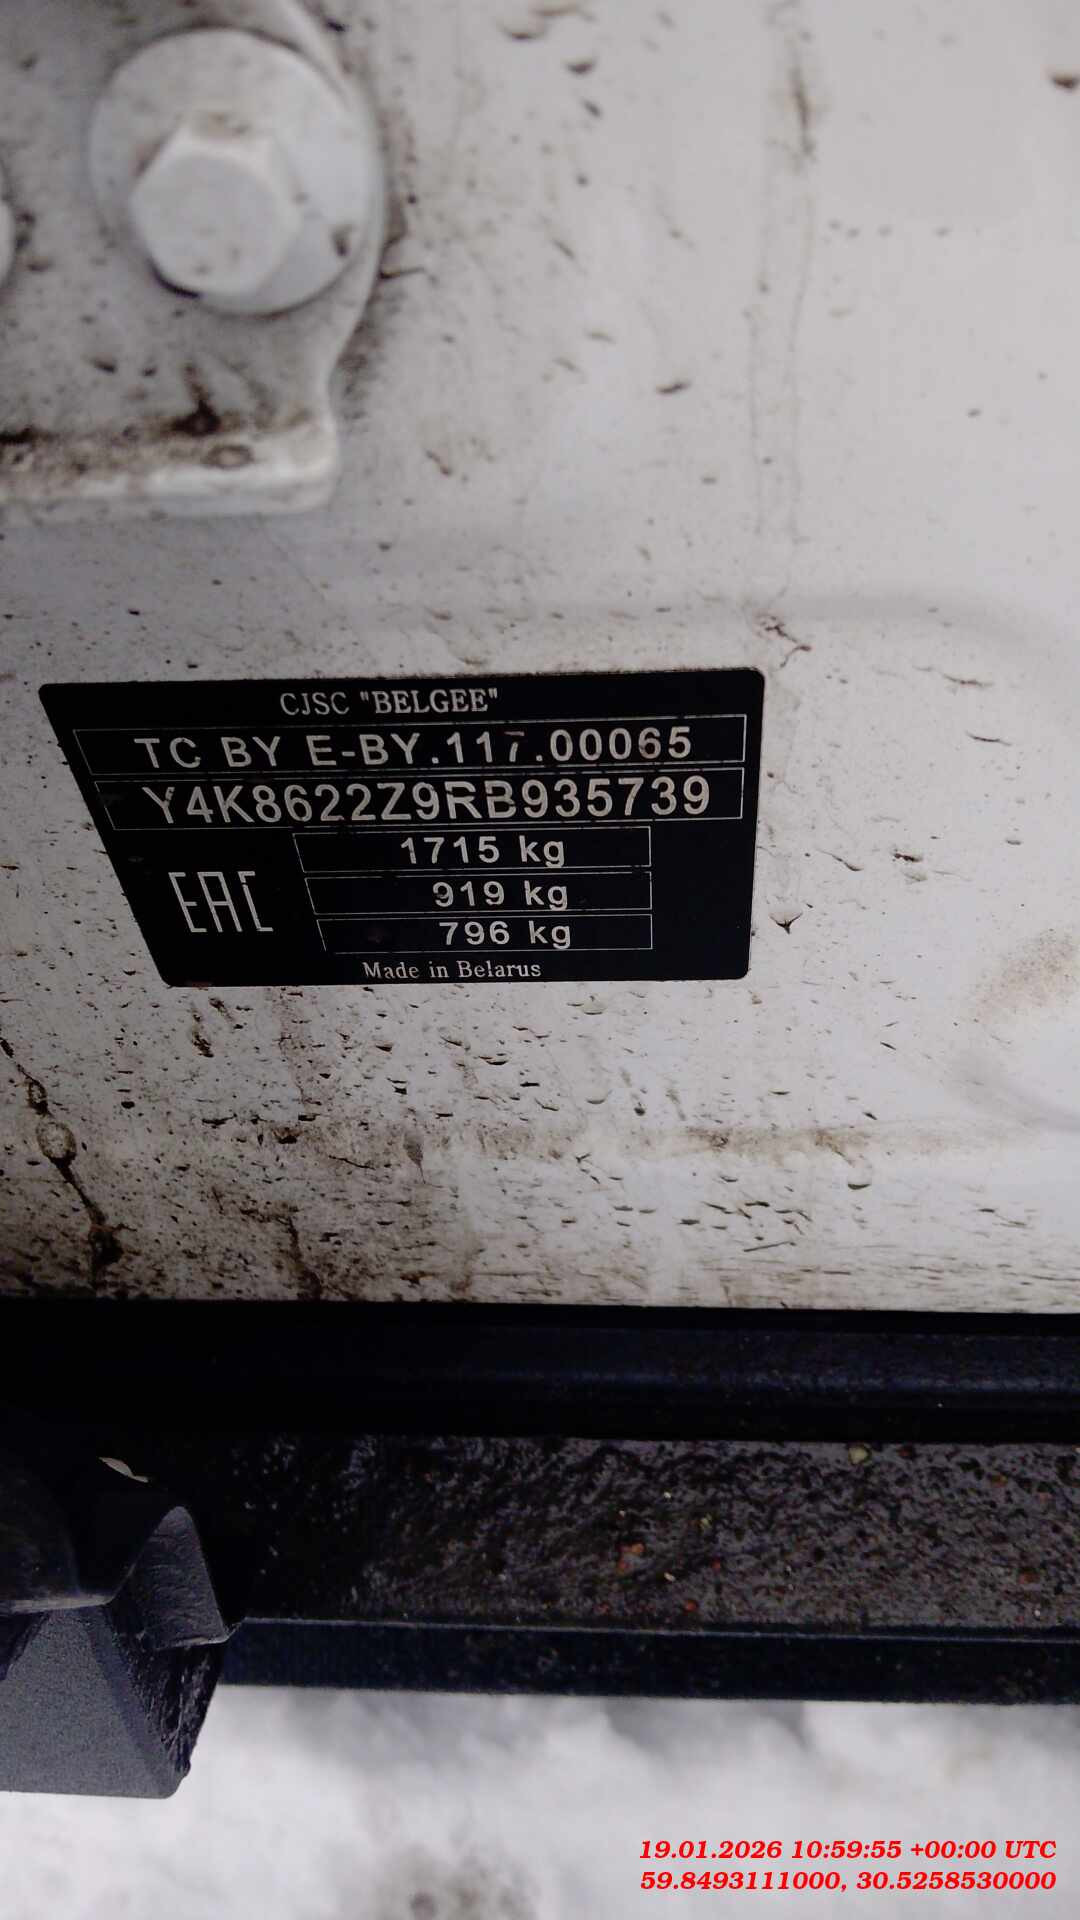 CJSC "BELGEE"
TC BY E-BY.117.00065
Y4K8622Z9RB935739
1715 kg
919 kg
796 kg
EAC
Made in Belarus
19.01.2026 10:59:55 +00:00 UTC
59.8493111000, 30.5258530000